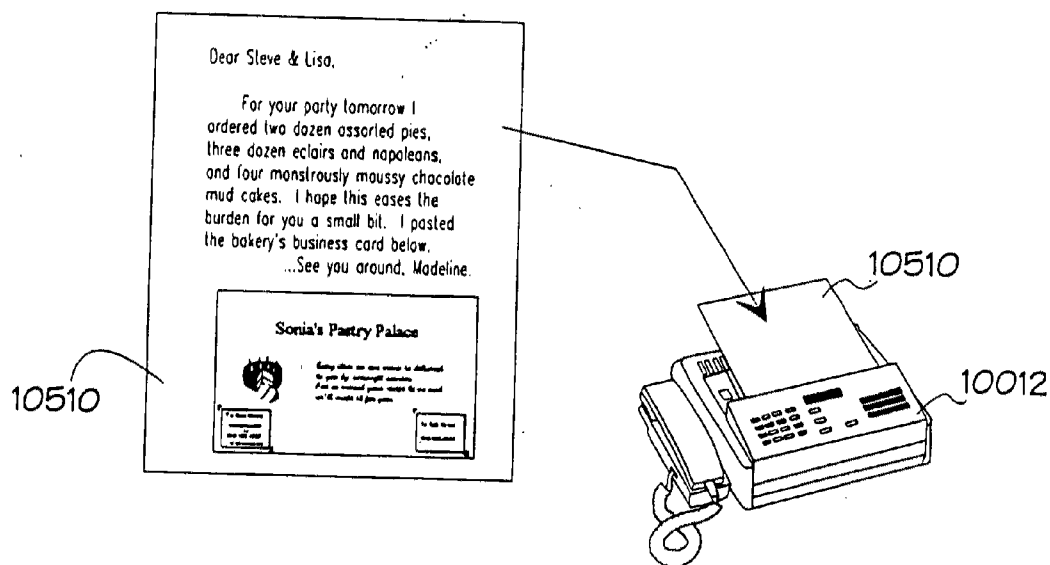 Dear Steve & Lisa,
For your party tomorrow I
ordered two dozen assorted pies,
three dozen eclairs and napoleans,
and four monstrously moussy chocolate
mud cakes. I hope this eases the
burden for you a small bit. I pasted
the bakery's business card below.
...See you around, Madeline.
Sonia's Pastry Palace
10510
10510
10012